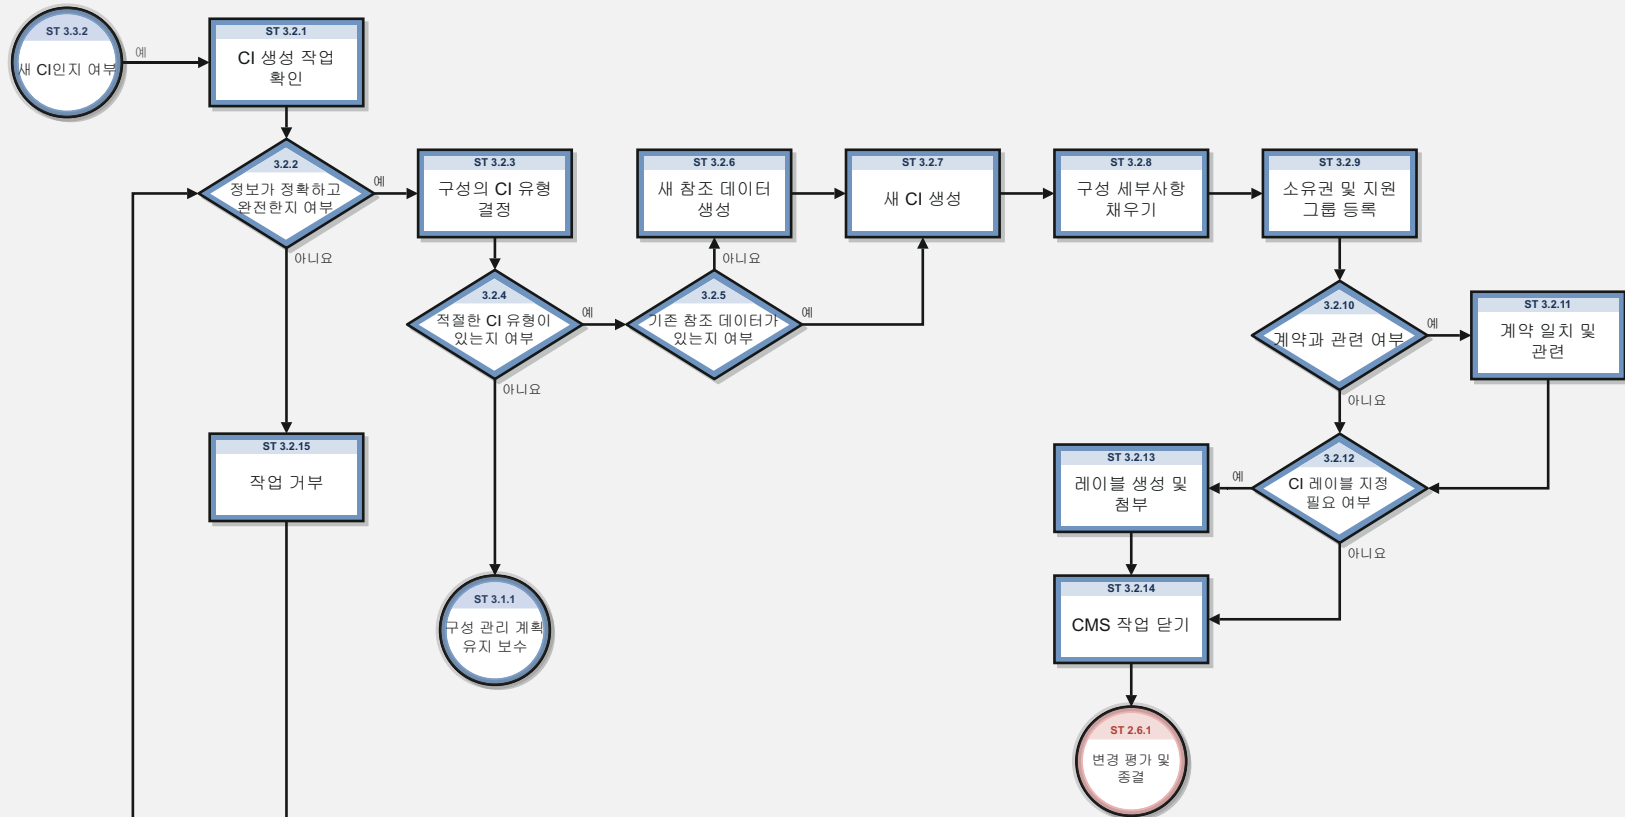 ST 3.3.2
새 CI인지 여부
예
ST 3.2.1
CI 생성 작업
확인
3.2.2
정보가 정확하고
완전한지 여부
예
아니요
ST 3.2.3
구성의 CI 유형
결정
3.2.4
적절한 CI 유형이
있는지 여부
예
아니요
3.2.5
기존 참조 데이터가
있는지 여부
예
아니요
ST 3.2.6
새 참조 데이터
생성
ST 3.2.7
새 CI 생성
ST 3.2.8
구성 세부사항
채우기
ST 3.2.9
소유권 및 지원
그룹 등록
3.2.10
계약과 관련 여부
예
아니요
ST 3.2.11
계약 일치 및
관련
3.2.12
CI 레이블 지정
필요 여부
예
아니요
ST 3.2.13
레이블 생성 및
첨부
ST 3.2.14
CMS 작업 닫기
ST 2.6.1
변경 평가 및
종결
ST 3.2.15
작업 거부
ST 3.1.1
구성 관리 계획
유지 보수